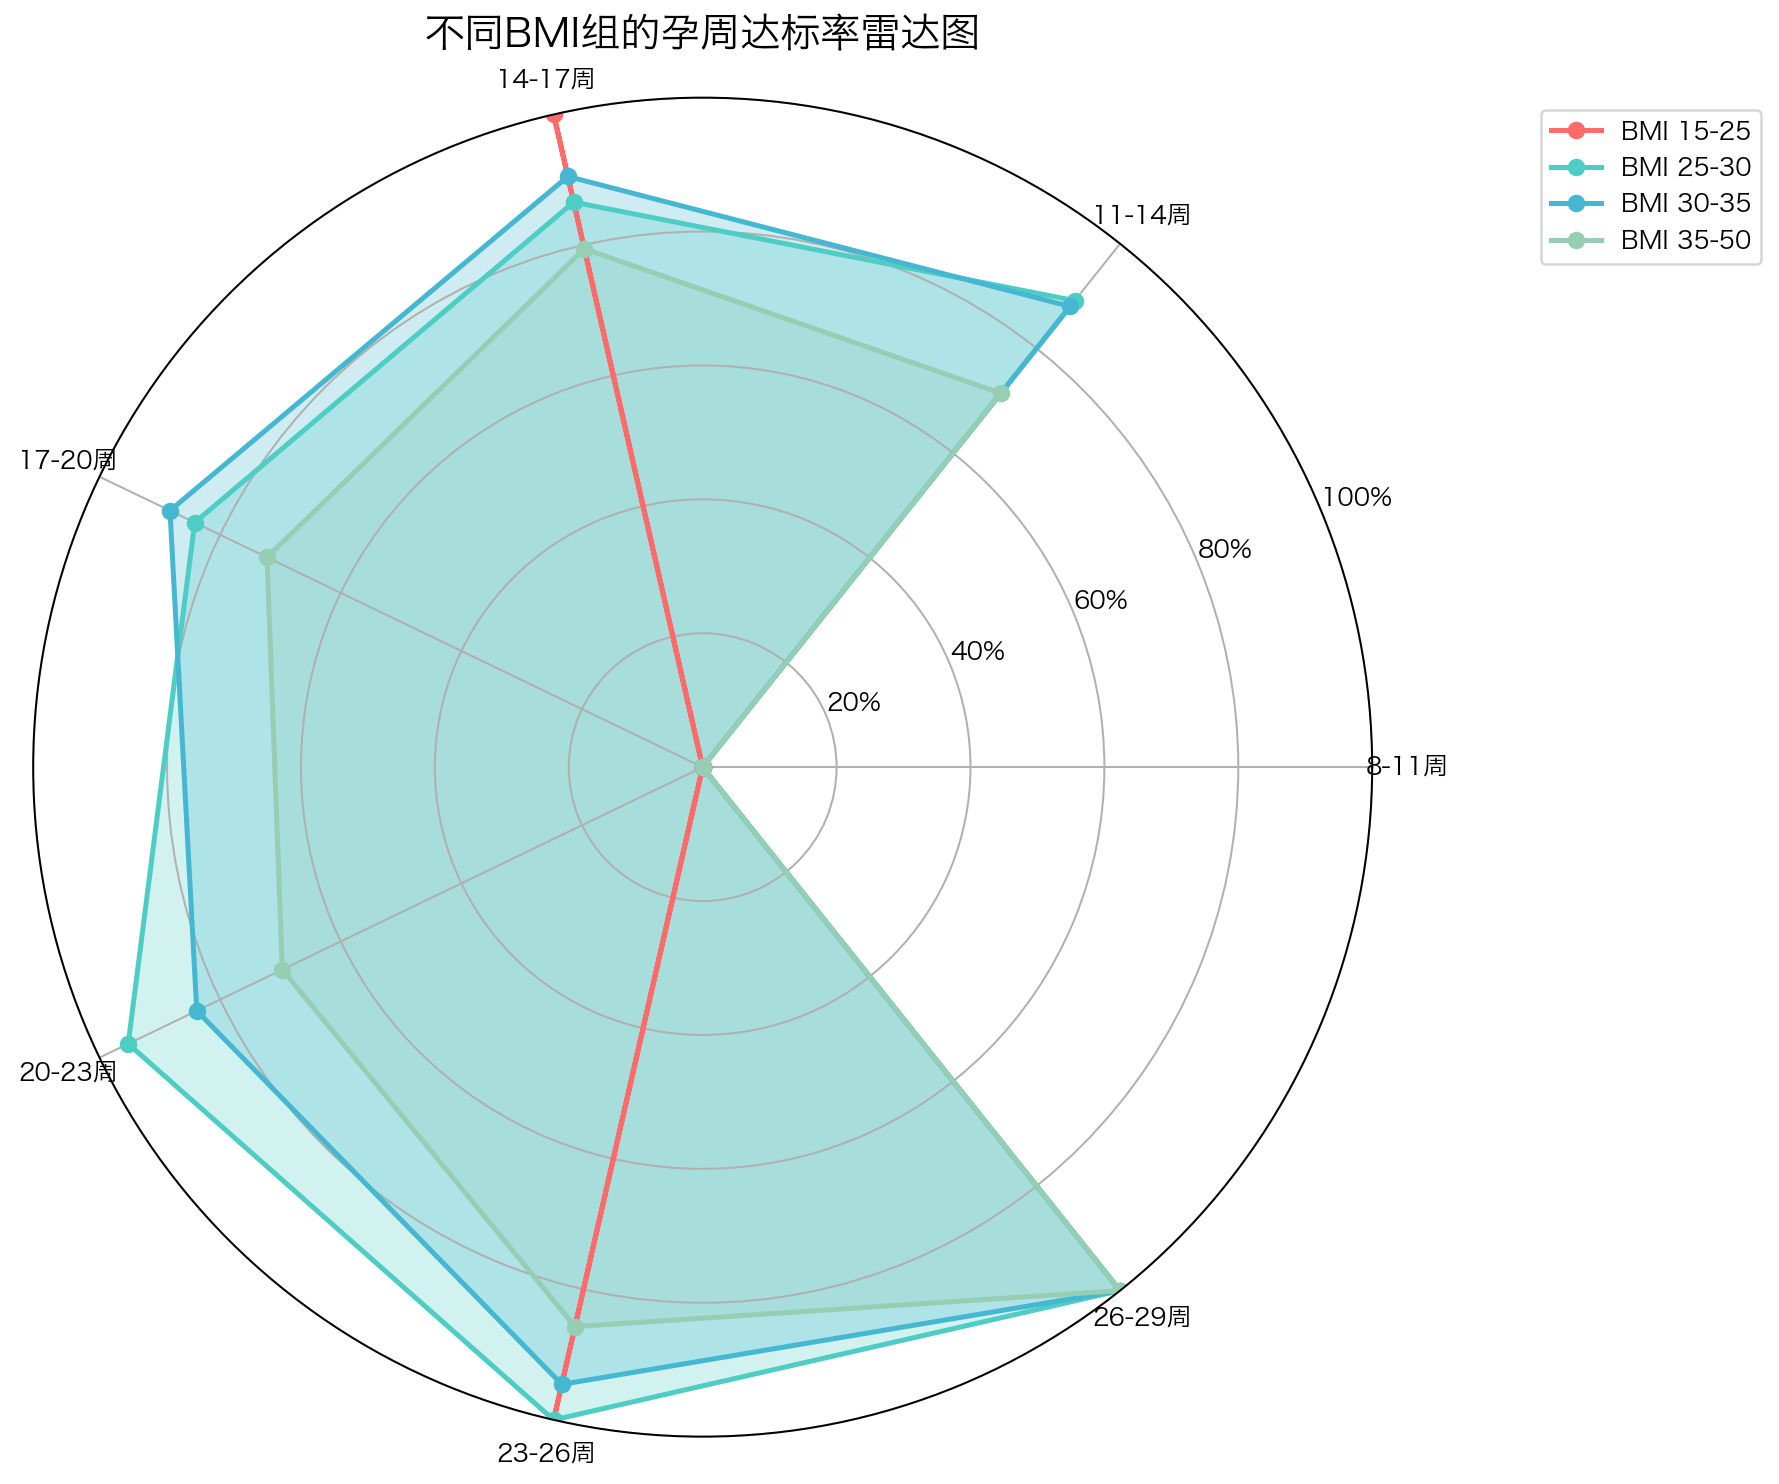 不同BMI组的孕周达标率雷达图
14-17周
11-14周
17-20周
8-11周
20-23周
23-26周
26-29周
100%
80%
60%
40%
20%
BMI 15-25
BMI 25-30
BMI 30-35
BMI 35-50